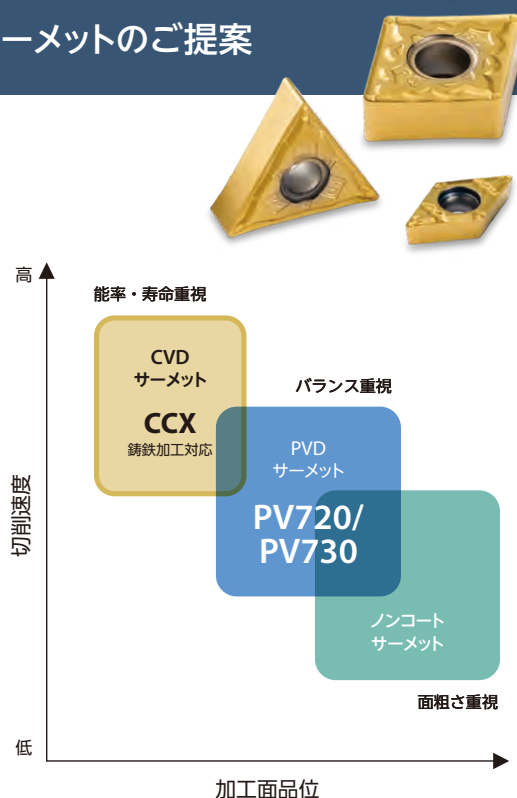 ーメットのご提案
高
能率・寿命重視
CVD
サーメット
CCX
鋳鉄加工対応
バランス重視
PVD
サーメット
PV720/
PV730
切削速度
ノンコート
サーメット
面粗さ重視
低
加工面品位